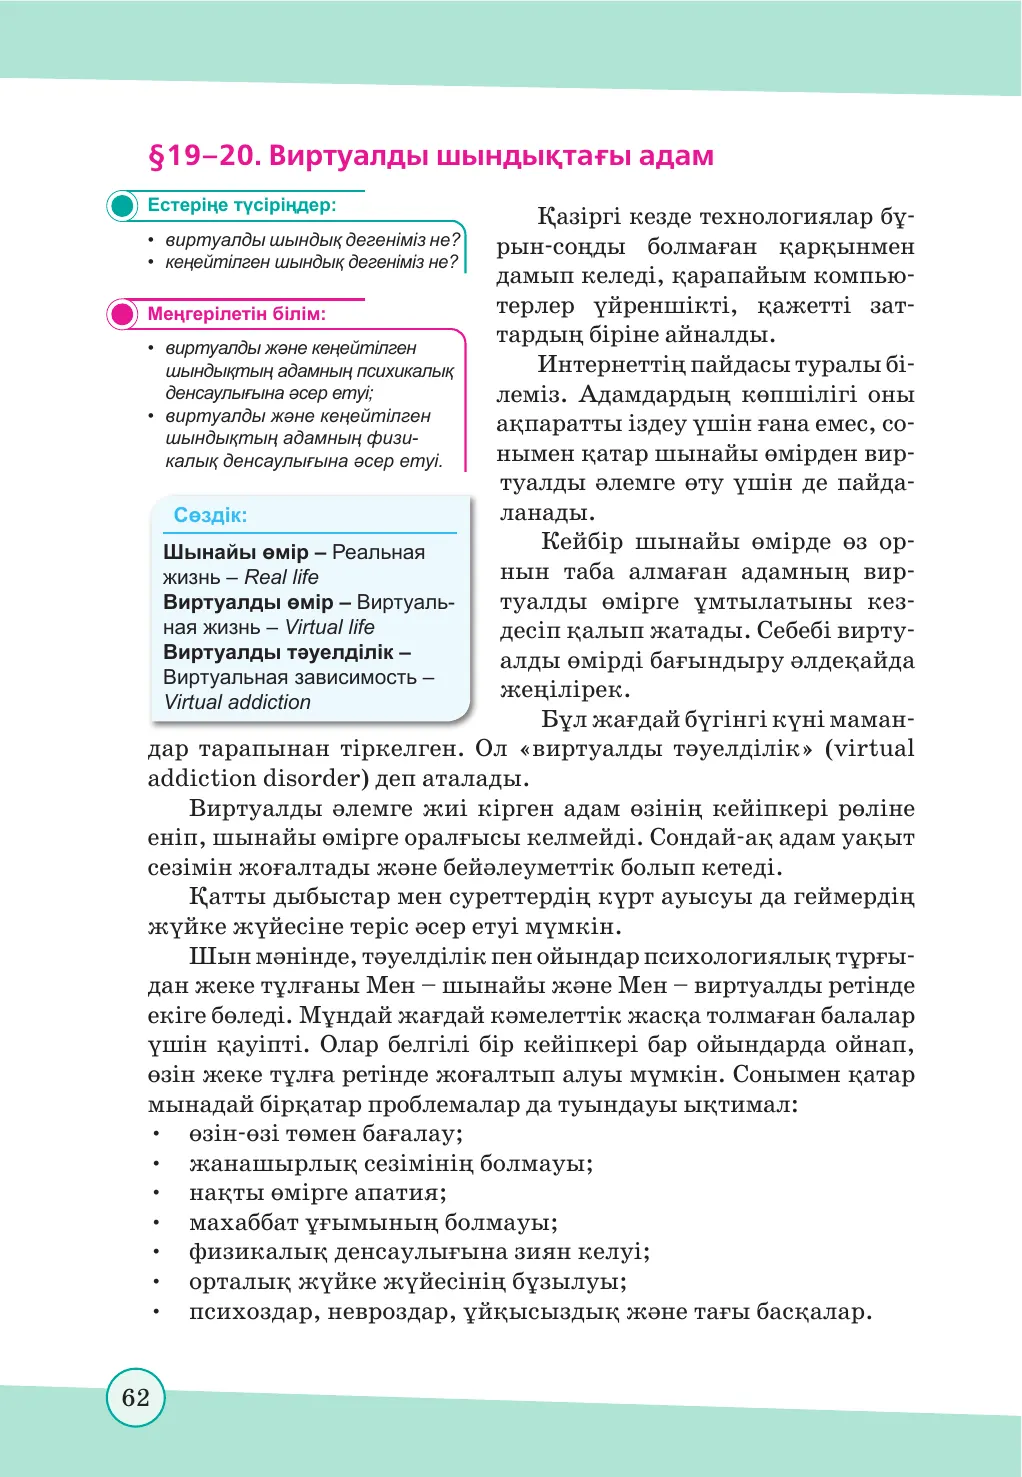 §19–20. Виртуалды шындықтағы адам
Естеріңе түсіріңдер:
• виртуалды шындық дегеніміз не?
• кеңейтілген шындық дегеніміз не?
Меңгерілетін білім:
• виртуалды және кеңейтілген
шындықтың адамның психикалық
денсаулығына әсер етуі;
• виртуалды және кеңейтілген
шындықтың адамның физи-
калық денсаулығына әсер етуі.
Сөздік:
Шынайы өмір – Реальная
жизнь – Real life
Виртуалды өмір – Виртуаль-
ная жизнь – Virtual life
Виртуалды тәуелділік –
Виртуальная зависимость –
Virtual addiction
Қазіргі кезде технологиялар бұ-
рын-соңды болмаған қарқынмен
дамып келеді, қарапайым компью-
терлер үйреншікті, қажетті зат-
тардың біріне айналды.
Интернеттің пайдасы туралы бі-
леміз. Адамдардың көпшілігі оны
ақпаратты іздеу үшін ғана емес, со-
нымен қатар шынайы өмірден вир-
туалды әлемге өту үшін де пайда-
ланады.
Кейбір шынайы өмірде өз ор-
нын таба алмаған адамның вир-
туалды өмірге ұмтылатыны кез-
десіп қалып жатады. Себебі вирту-
алды өмірді бағындыру әлдеқайда
жеңілірек.
Бұл жағдай бүгінгі күні маман-
дар тарапынан тіркелген. Ол «виртуалды тәуелділік» (virtual
addiction disorder) деп аталады.
Виртуалды әлемге жиі кірген адам өзінің кейіпкері рөліне
еніп, шынайы өмірге оралғысы келмейді. Сондай-ақ адам уақыт
сезімін жоғалтады және бейәлеуметтік болып кетеді.
Қатты дыбыстар мен суреттердің күрт ауысуы да геймердің
жүйке жүйесіне теріс әсер етуі мүмкін.
Шын мәнінде, тәуелділік пен ойындар психологиялық тұрғы-
дан жеке тұлғаны Мен – шынайы және Мен – виртуалды ретінде
екіге бөледі. Мұндай жағдай кәмелеттік жасқа толмаған балалар
үшін қауіпті. Олар белгілі бір кейіпкері бар ойындарда ойнап,
өзін жеке тұлға ретінде жоғалтып алуы мүмкін. Сонымен қатар
мынадай бірқатар проблемалар да туындауы ықтимал:
• өзін-өзі төмен бағалау;
• жанашырлық сезімінің болмауы;
• нақты өмірге апатия;
• махаббат ұғымының болмауы;
• физикалық денсаулығына зиян келуі;
• орталық жүйке жүйесінің бұзылуы;
• психоздар, невроздар, ұйқысыздық және тағы басқалар.
62